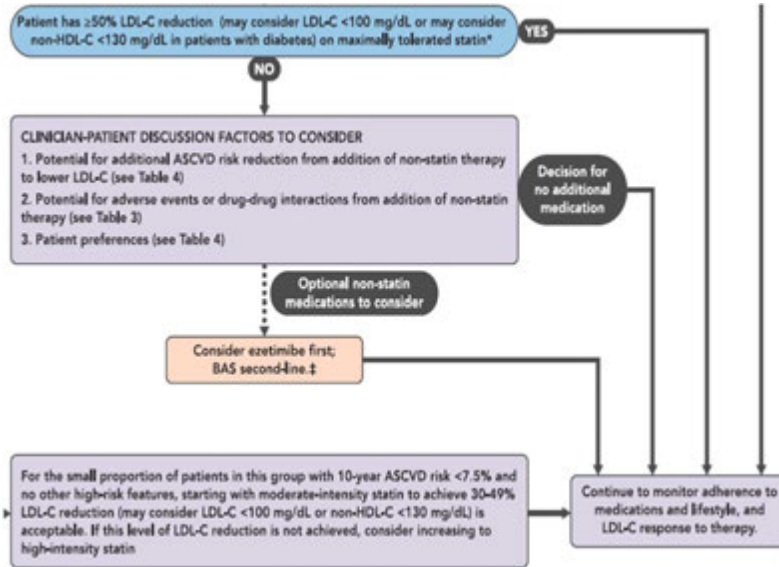 Patient has ≥50% LDL-C reduction (may consider LDL-C <100 mg/dL or may consider
non-HDL-C <130 mg/dL in patients with diabetes) on maximally tolerated statin*
YES
NO
CLINICIAN-PATIENT DISCUSSION FACTORS TO CONSIDER
1. Potential for additional ASCVD risk reduction from addition of non-statin therapy
to lower LDL-C (see Table 4)
2. Potential for adverse events or drug-drug interactions from addition of non-statin
therapy (see Table 3)
3. Patient preferences (see Table 4)
Decision for
no additional
medication
Optional non-statin
medications to consider
Consider ezetimibe first;
BAS second-line.‡
For the small proportion of patients in this group with 10-year ASCVD risk <7.5% and
no other high-risk features, starting with moderate-intensity statin to achieve 30-49%
LDL-C reduction (may consider LDL-C <100 mg/dL or non-HDL-C <130 mg/dL) is
acceptable. If this level of LDL-C reduction is not achieved, consider increasing to
high-intensity statin
Continue to monitor adherence to
medications and lifestyle, and
LDL-C response to therapy.